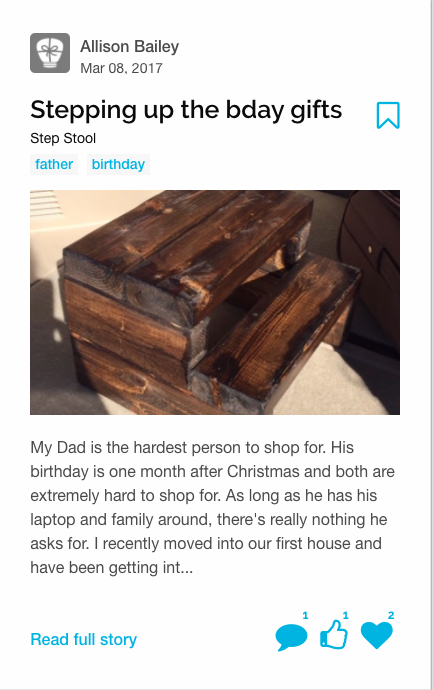 Allison Bailey
Mar 08, 2017
Stepping up the bday gifts
Step Stool
father birthday
My Dad is the hardest person to shop for. His
birthday is one month after Christmas and both are
extremely hard to shop for. As long as he has his
laptop and family around, there's really nothing he
asks for. I recently moved into our first house and
have been getting int...
Read full story 1 1 2